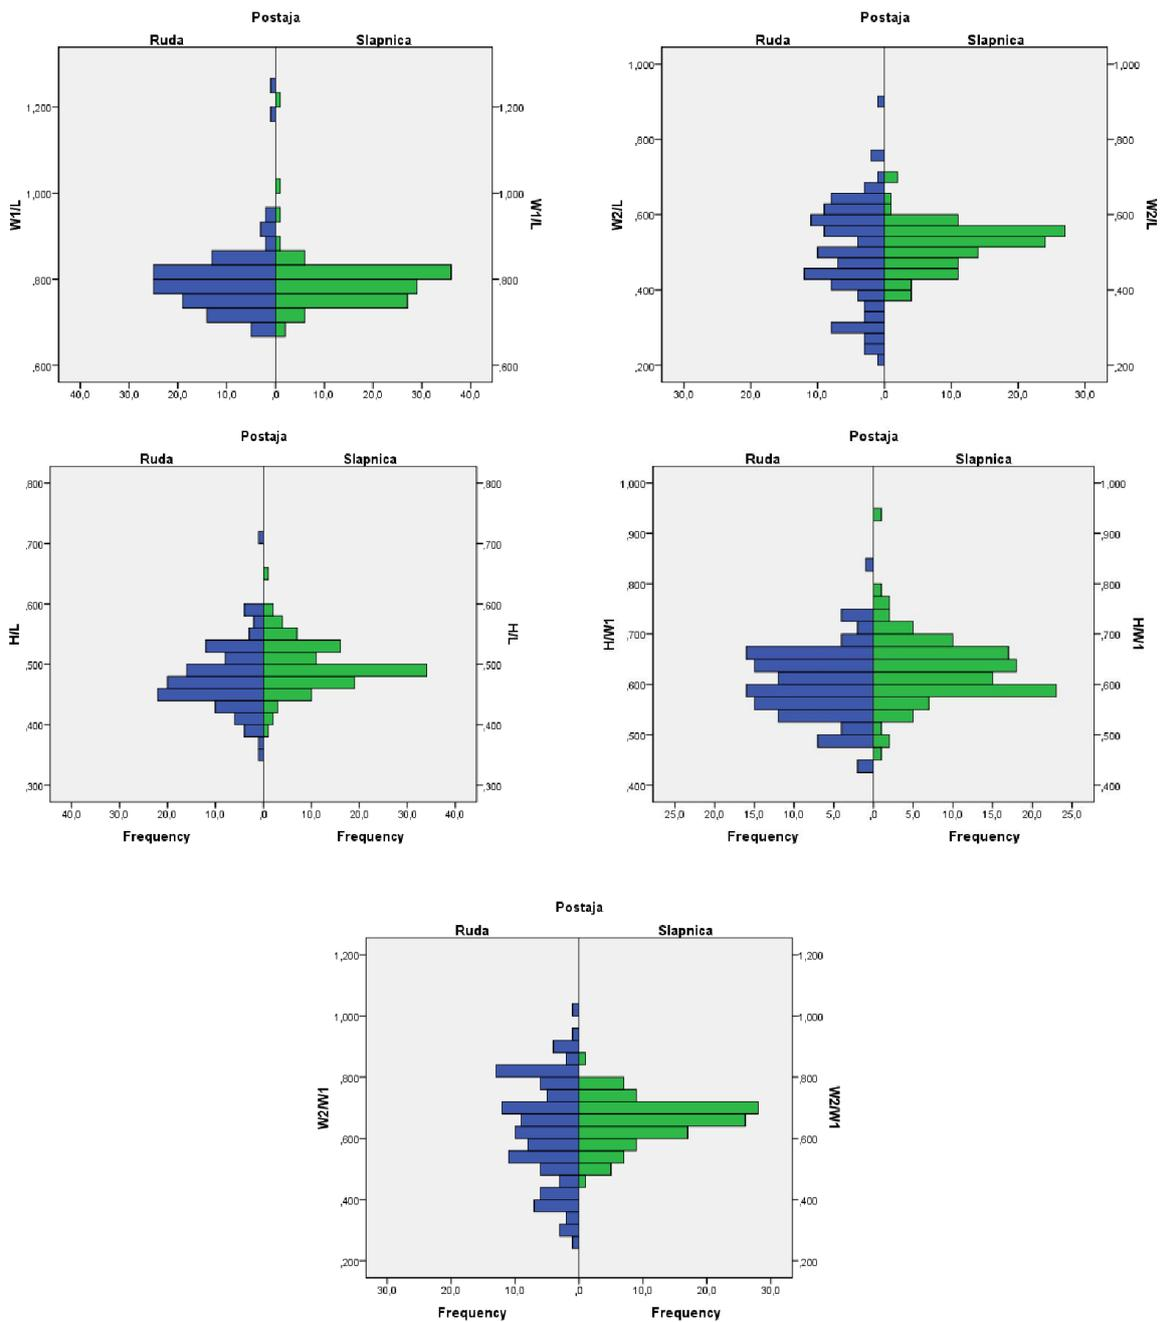 Postaja
Ruda Slapnica
1,200 1,200
1,000 1,000
,800 ,800
,600 ,600
W1/L W1/L
40,0 30,0 20,0 10,0 ,0 10,0 20,0 30,0 40,0
Postaja
Ruda Slapnica
1,000 1,000
,800 ,800
,600 ,600
,400 ,400
,200 ,200
W2/L W2/L
30,0 20,0 10,0 ,0 10,0 20,0 30,0
Postaja
Ruda Slapnica
,800 ,800
,700 ,700
,600 ,600
,500 ,500
,400 ,400
,300 ,300
H/L H/L
40,0 30,0 20,0 10,0 ,0 10,0 20,0 30,0 40,0
Frequency Frequency
Postaja
Ruda Slapnica
1,000 1,000
,900 ,900
,800 ,800
,700 ,700
,600 ,600
,500 ,500
,400 ,400
H/W1 H/W1
25,0 20,0 15,0 10,0 5,0 ,0 5,0 10,0 15,0 20,0 25,0
Frequency Frequency
Postaja
Ruda Slapnica
1,200 1,200
1,000 1,000
,800 ,800
,600 ,600
,400 ,400
,200 ,200
W2/W1 W2/W1
30,0 20,0 10,0 ,0 10,0 20,0 30,0
Frequency Frequency